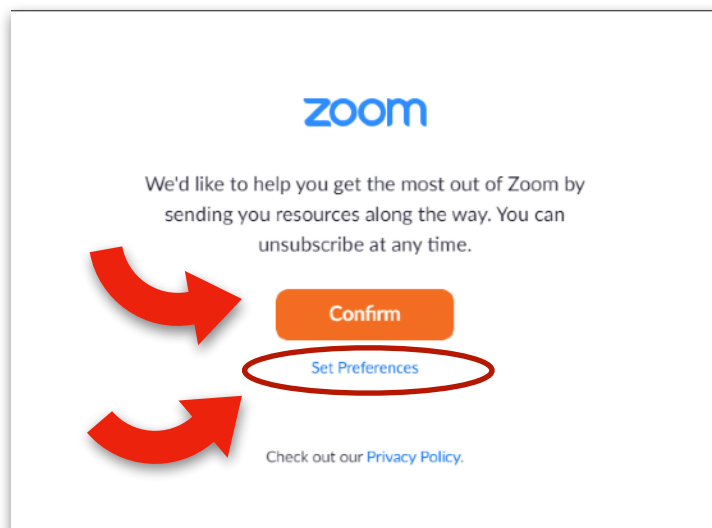 zoom
We'd like to help you get the most out of Zoom by
sending you resources along the way. You can
unsubscribe at any time.
Confirm
Set Preferences
Check out our Privacy Policy.